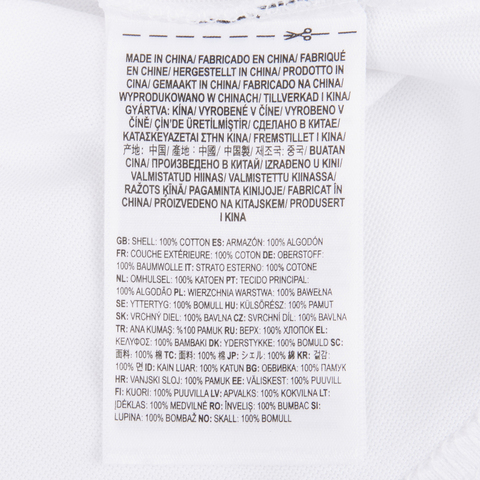 MADE IN CHINA/ FABRICADO EN CHINA/ FABRIQUÉ
EN CHINE/ HERGESTELLT IN CHINA/ PRODOTTO IN
CINA/ GEMAAKT IN CHINA/ FABRICADO NA CHINA/
WYPRODUKOWANO W CHINACH/ TILLVERKAD I KINA/
GYÁRTVA: KÍNA/ VYROBENÉ V ČÍNE/ VYROBENO V
ČÍNĚ/ ÇİN'DE ÜRETİLMİŞTİR/ СДЕЛАНО В КИТАЕ/
ΚΑΤΑΣΚΕΥΑΖΕΤΑΙ ΣΤΗΝ ΚΙΝΑ/ FREMSTILLET I KINA/
产地: 中国/ 產地: 中國/ 中国製/ 제조국: 중국/ BUATAN
CINA/ ПРОИЗВЕДЕНО В КИТАЙ/ IZRAĐENO U KINI/
VALMISTATUD HIINAS/ VALMISTETTU KIINASSA/
RAŽOTS ĶĪNĀ/ PAGAMINTA KINIJOJE/ FABRICAT ÎN
CHINA/ PROIZVEDENO NA KITAJSKEM/ PRODUSERT
I KINA
GB: SHELL: 100% COTTON ES: ARMAZÓN: 100% ALGODÓN
FR: COUCHE EXTÉRIEURE: 100% COTON DE: OBERSTOFF:
100% BAUMWOLLE IT: STRATO ESTERNO: 100% COTONE
NL: OMHULSEL: 100% KATOEN PT: TECIDO PRINCIPAL:
100% ALGODÃO PL: WIERZCHNIA WARSTWA: 100% BAWEŁNA
SE: YTTERTYG: 100% BOMULL HU: KÜLSŐRÉSZ: 100% PAMUT
SK: VRCHNÝ DIEL: 100% BAVLNA CZ: SVRCHNÍ DÍL: 100% BAVLNA
TR: ANA KUMAŞ: %100 PAMUK RU: ВЕРХ: 100% ХЛОПОК EL:
ΚΕΛΥΦΟΣ: 100% ΒΑΜΒΑΚΙ DK: YDERSTYKKE: 100% BOMULD SC:
面料: 100% 棉 TC: 面料: 100% 棉 JP: シェル: 100% 綿 KR: 겉감:
100% 면 ID: KAIN LUAR: 100% KATUN BG: ОБВИВКА: 100% ПАМУК
HR: VANJSKI SLOJ: 100% PAMUK EE: VÄLISKEST: 100% PUUVILL
FI: KUORI: 100% PUUVILLA LV: APVALKS: 100% KOKVILNA LT:
ĮDĖKLAS: 100% MEDVILNĖ RO: ÎNVELIȘ: 100% BUMBAC SI:
LUPINA: 100% BOMBAŽ NO: SKALL: 100% BOMULL